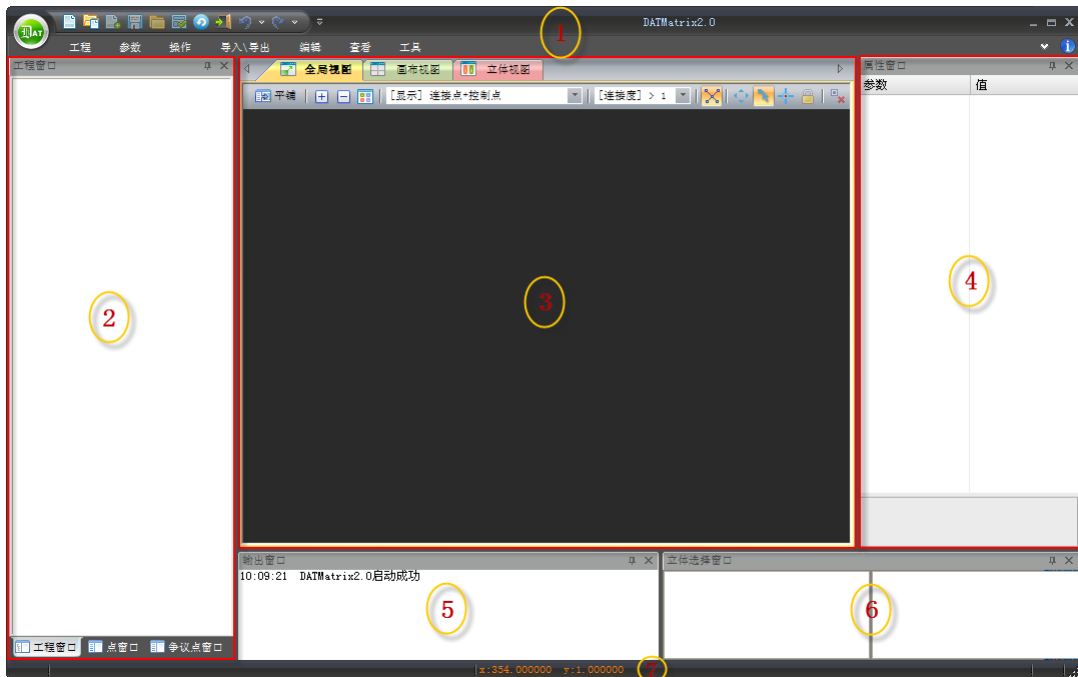 DATMatrix2.0
DAT
工程 参数 操作 导入\导出 编辑 查看 工具
1
工程窗口
全局视图 画布视图 立体视图
属性窗口
平铺 [显示] 连接点+控制点 [连接度] > 1
参数 值
2
3
4
输出窗口
立体选择窗口
10:09:21 DATMatrix2.0启动成功
5
6
工程窗口 点窗口 争议点窗口
x:354.000000 y:1.000000
7